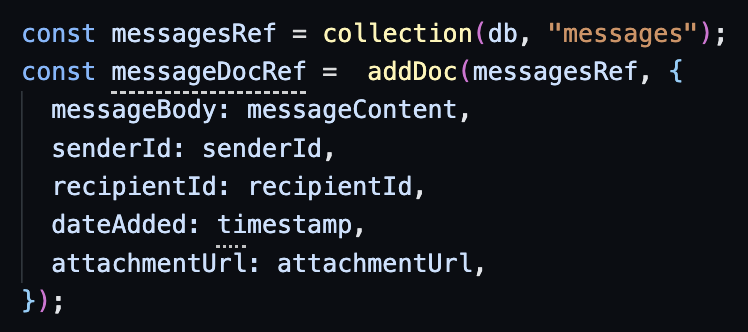 const messagesRef = collection(db, "messages");
const messageDocRef =  addDoc(messagesRef, {
  messageBody: messageContent,
  senderId: senderId,
  recipientId: recipientId,
  dateAdded: timestamp,
  attachmentUrl: attachmentUrl,
});